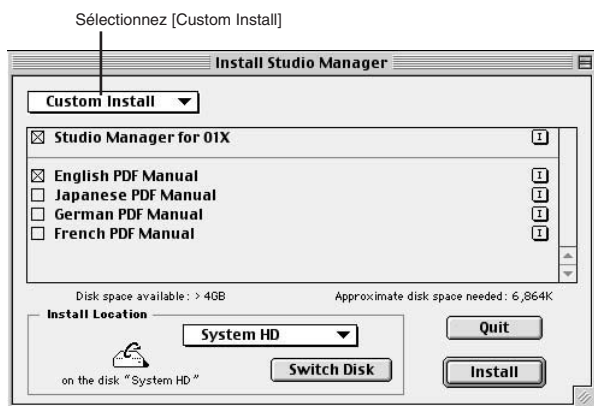 Sélectionnez [Custom Install]
Install Studio Manager
Custom Install
Studio Manager for 01X
English PDF Manual
Japanese PDF Manual
German PDF Manual
French PDF Manual
Disk space available: > 4GB
Approximate disk space needed: 6,864K
Install Location
System HD
on the disk "System HD"
Switch Disk
Quit
Install